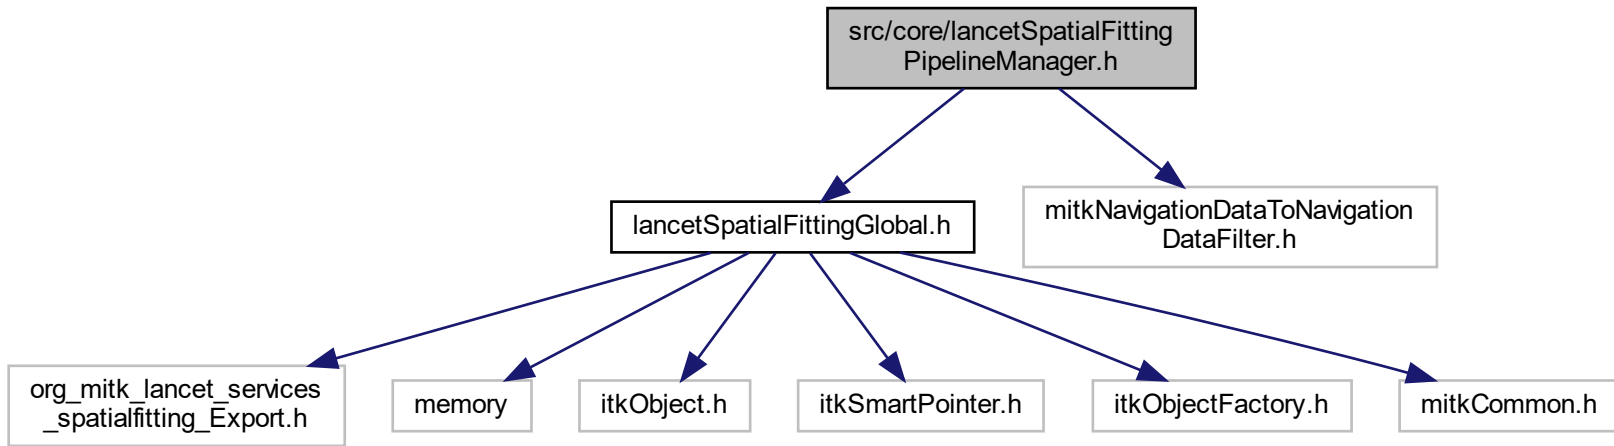 src/core/lancetSpatialFitting
PipelineManager.h
lancetSpatialFittingGlobal.h
mitkNavigationDataToNavigation
DataFilter.h
org_mitk_lancet_services
_spatialfitting_Export.h
memory
itkObject.h
itkSmartPointer.h
itkObjectFactory.h
mitkCommon.h